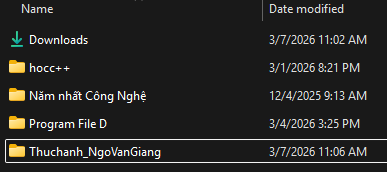 Name Date modified
Downloads 3/7/2026 11:02 AM
hocc++ 3/1/2026 8:21 PM
Năm nhất Công Nghệ 12/4/2025 9:13 AM
Program File D 3/4/2026 3:25 PM
Thuchanh_NgoVanGiang 3/7/2026 11:06 AM